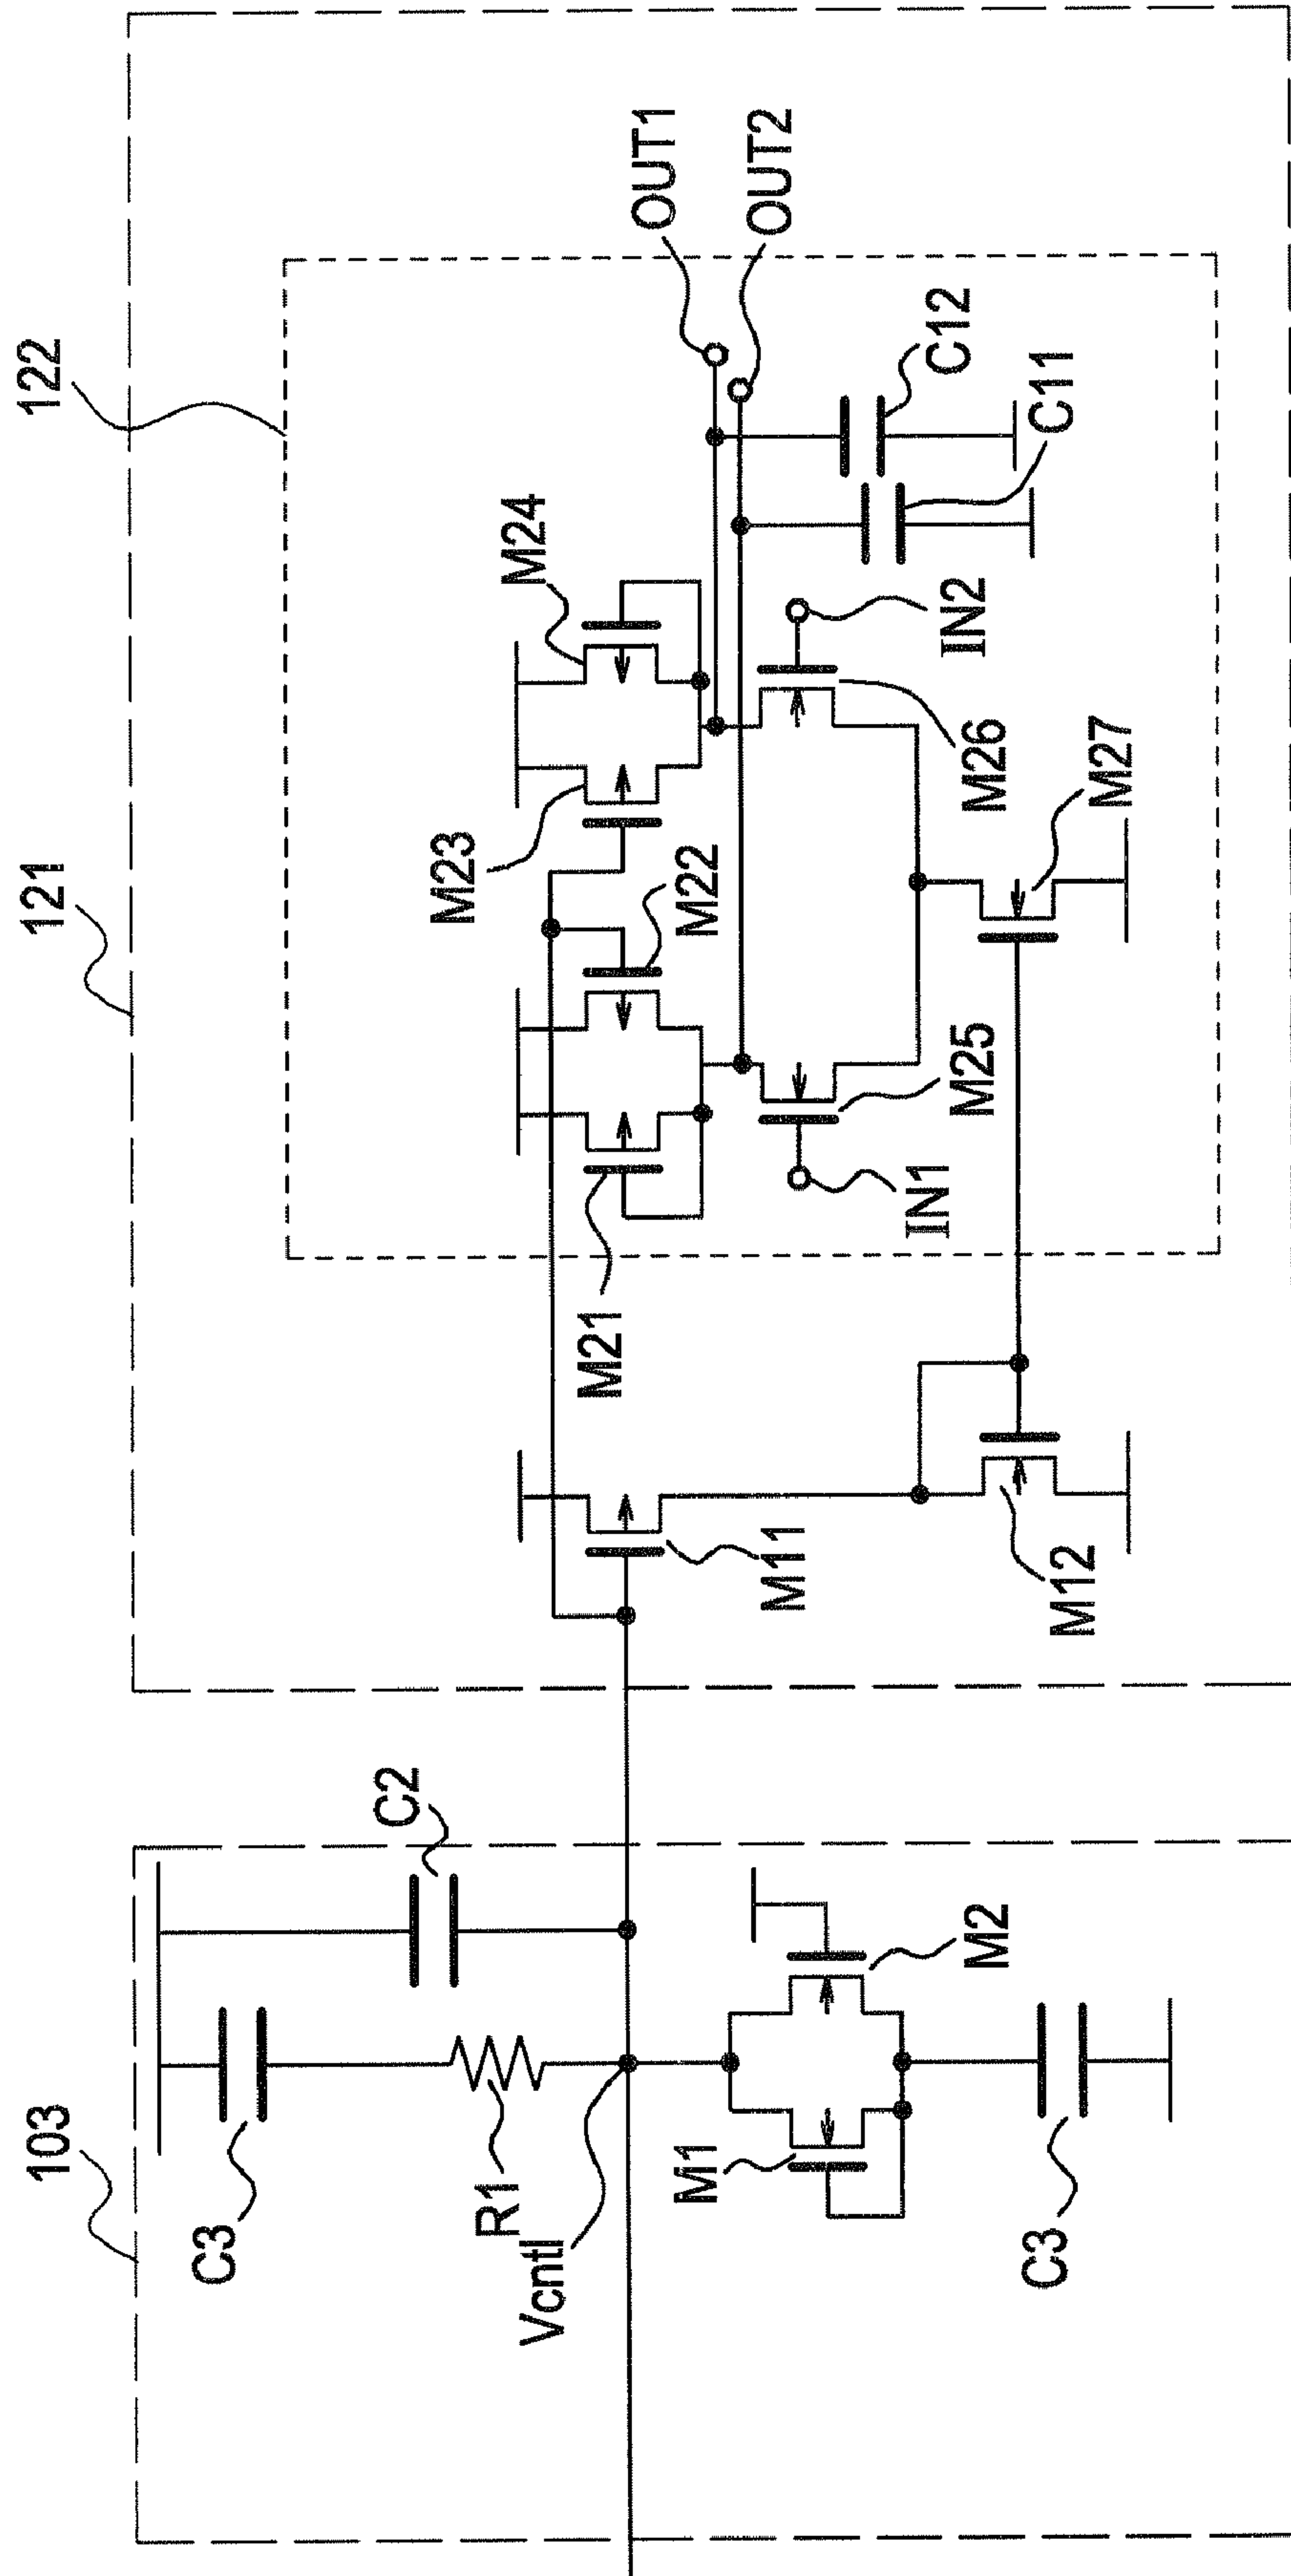 103
C3
R1
Vcntl
C2
M1
M2
C3
121
122
M11
M12
M21
M22
M23
M24
IN1
M25
M26
IN2
M27
OUT1
OUT2
C12
C11